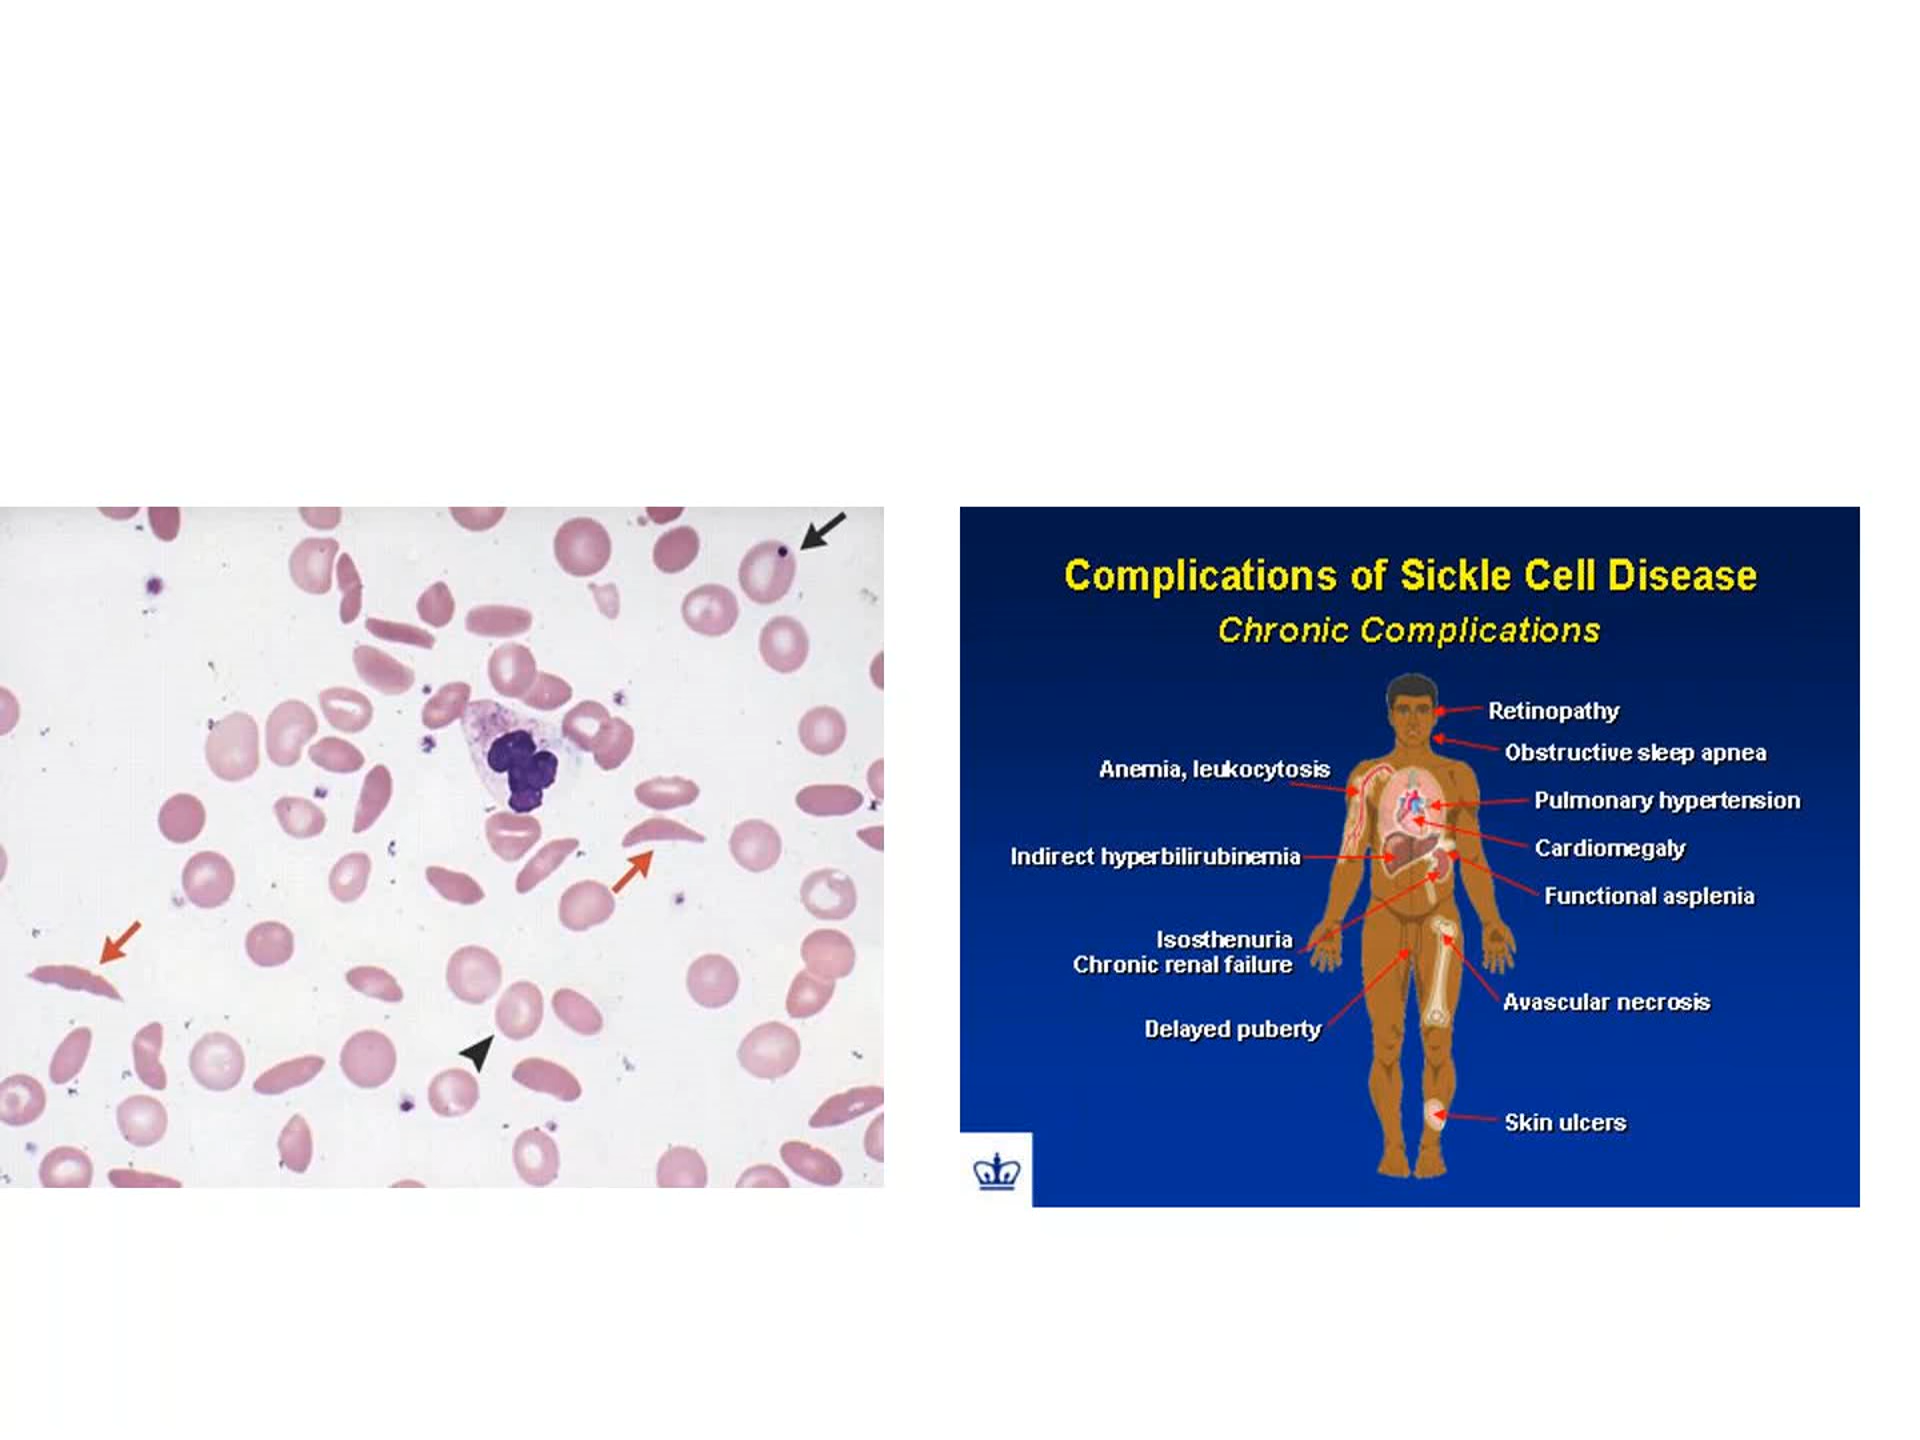 Complications of Sickle Cell Disease
Chronic Complications
Retinopathy
Obstructive sleep apnea
Anemia, leukocytosis
Pulmonary hypertension
Cardiomegaly
Indirect hyperbilirubinemia
Functional asplenia
Isosthenuria
Chronic renal failure
Avascular necrosis
Delayed puberty
Skin ulcers